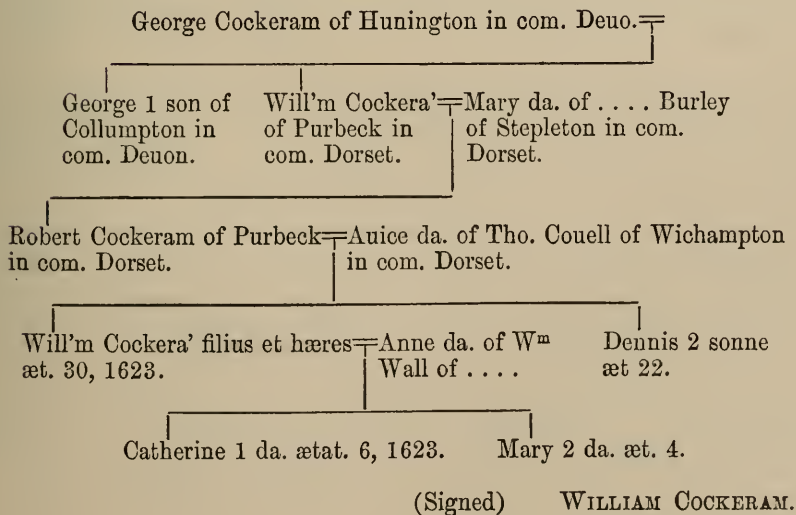 George Cockeram of Hunington in com. Deuo.
George 1 son of
Collumpton in
com. Deuon.
Will'm Cockera'
of Purbeck in
com. Dorset.
Mary da. of . . . . Burley
of Stepleton in com.
Dorset.
Robert Cockeram of Purbeck
in com. Dorset.
Auice da. of Tho. Couell of Wichampton
in com. Dorset.
Will'm Cockera' filius et hæres
æt. 30, 1623.
Anne da. of Wᵐ
Wall of . . . .
Dennis 2 sonne
æt 22.
Catherine 1 da. ætat. 6, 1623.
Mary 2 da. æt. 4.
(Signed) WILLIAM COCKERAM.